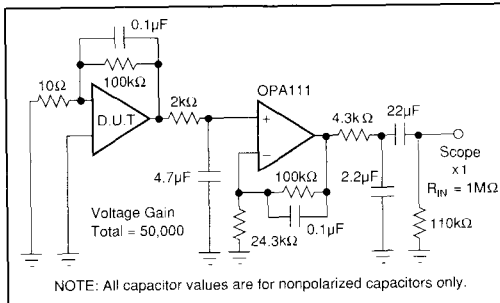 0.1µF
10Ω
100kΩ
D.U.T
2kΩ
4.7µF
OPA111
+
−
100kΩ
0.1µF
24.3kΩ
4.3kΩ
22µF
2.2µF
Scope
x1
R_IN = 1MΩ
110kΩ
Voltage Gain
Total = 50,000
NOTE: All capacitor values are for nonpolarized capacitors only.